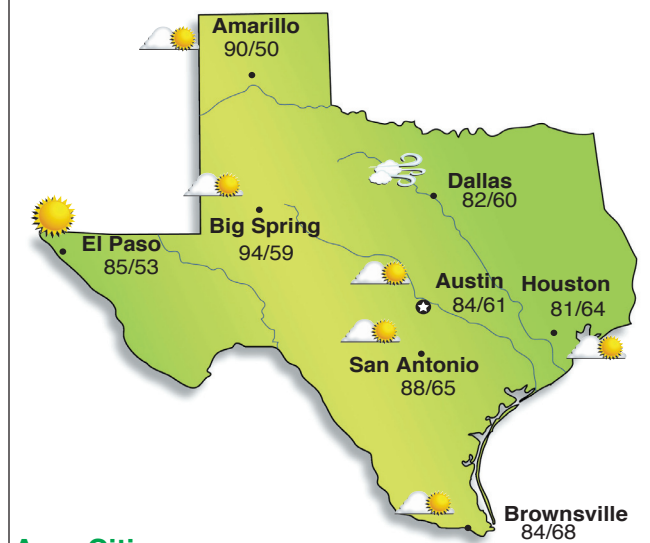 Amarillo
90/50
Dallas
82/60
Big Spring
94/59
El Paso
85/53
Austin
84/61
Houston
81/64
San Antonio
88/65
Brownsville
84/68